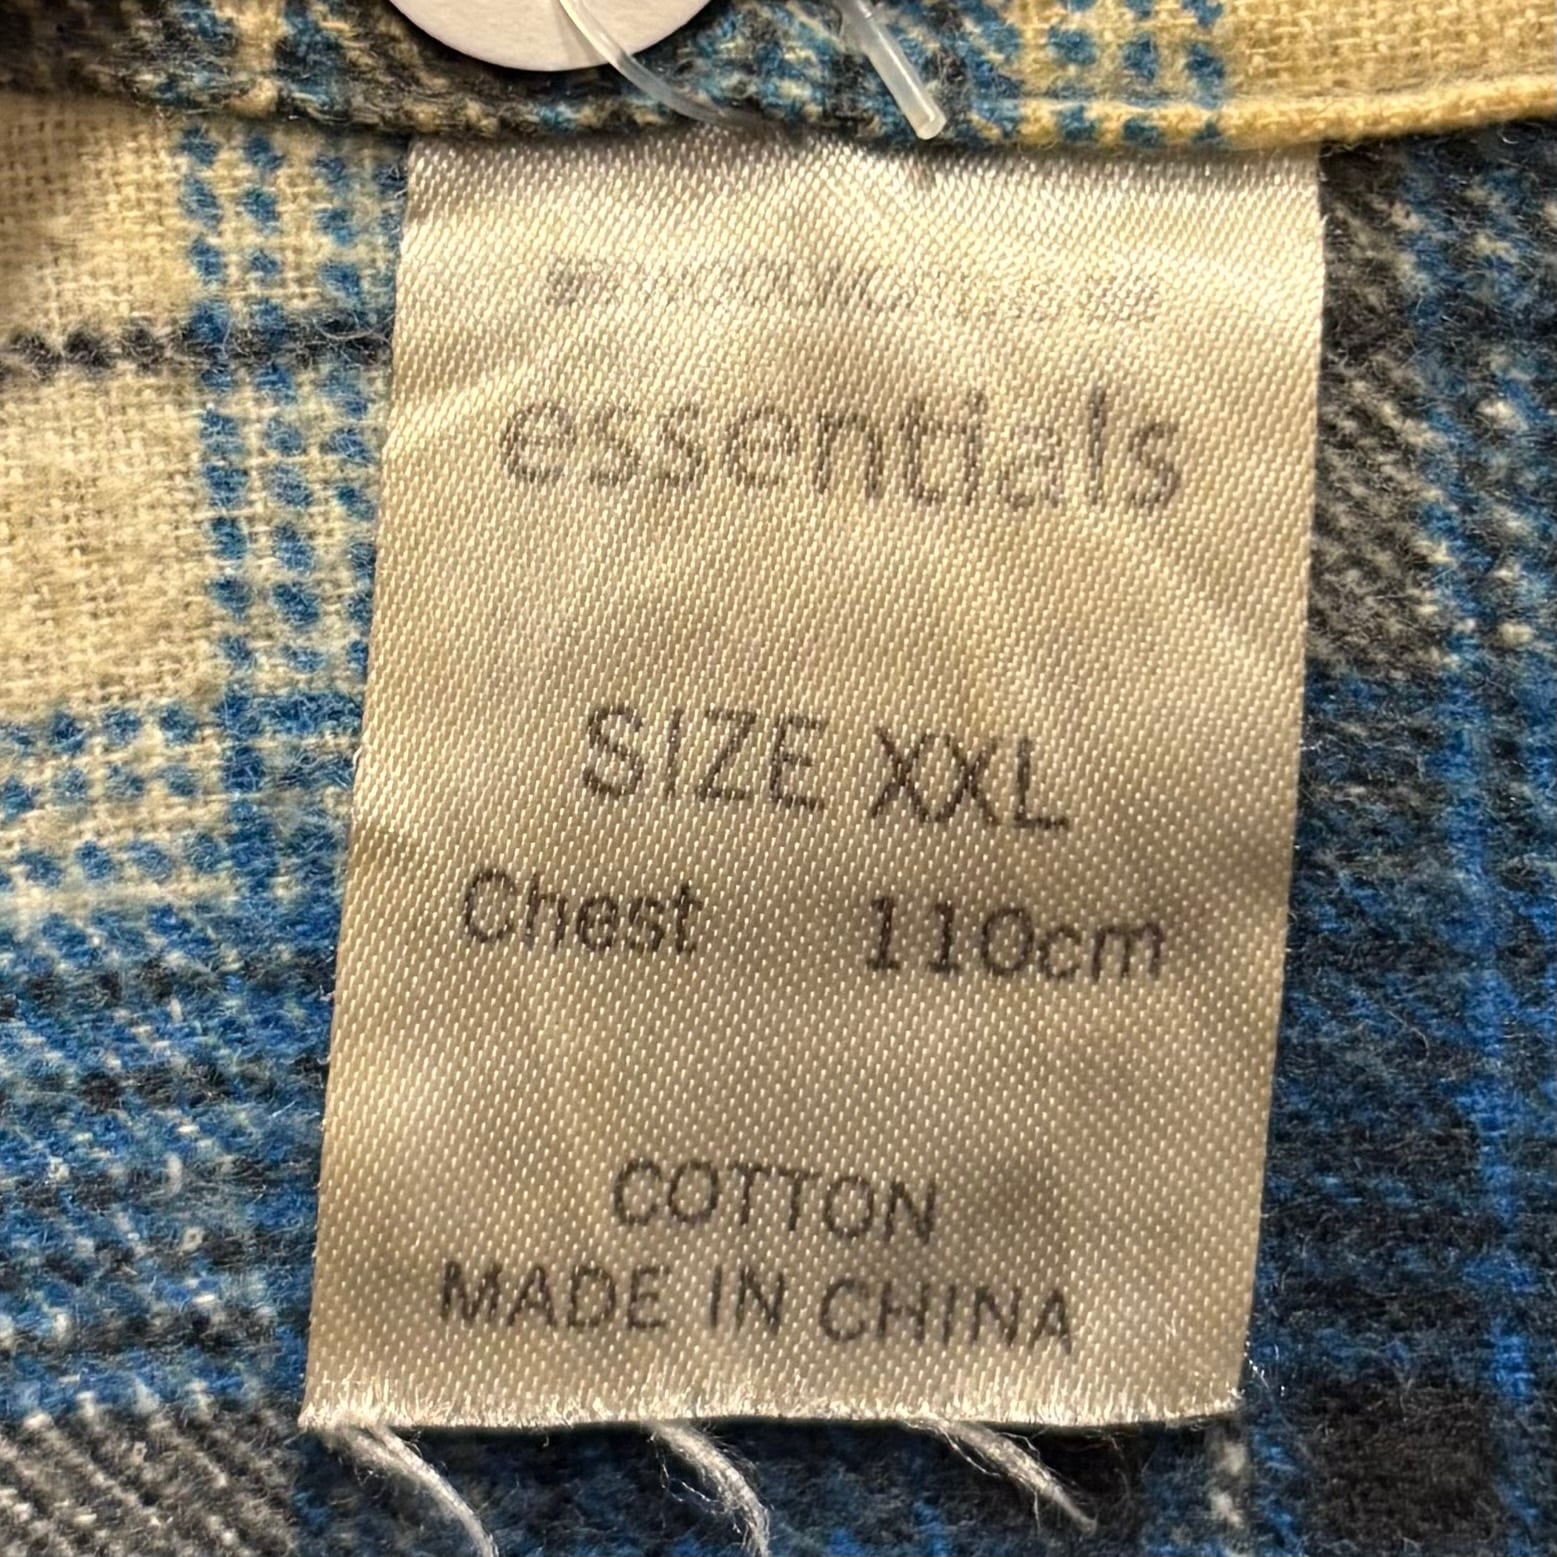 essentials
SIZE XXL
Chest 110cm
COTTON
MADE IN CHINA